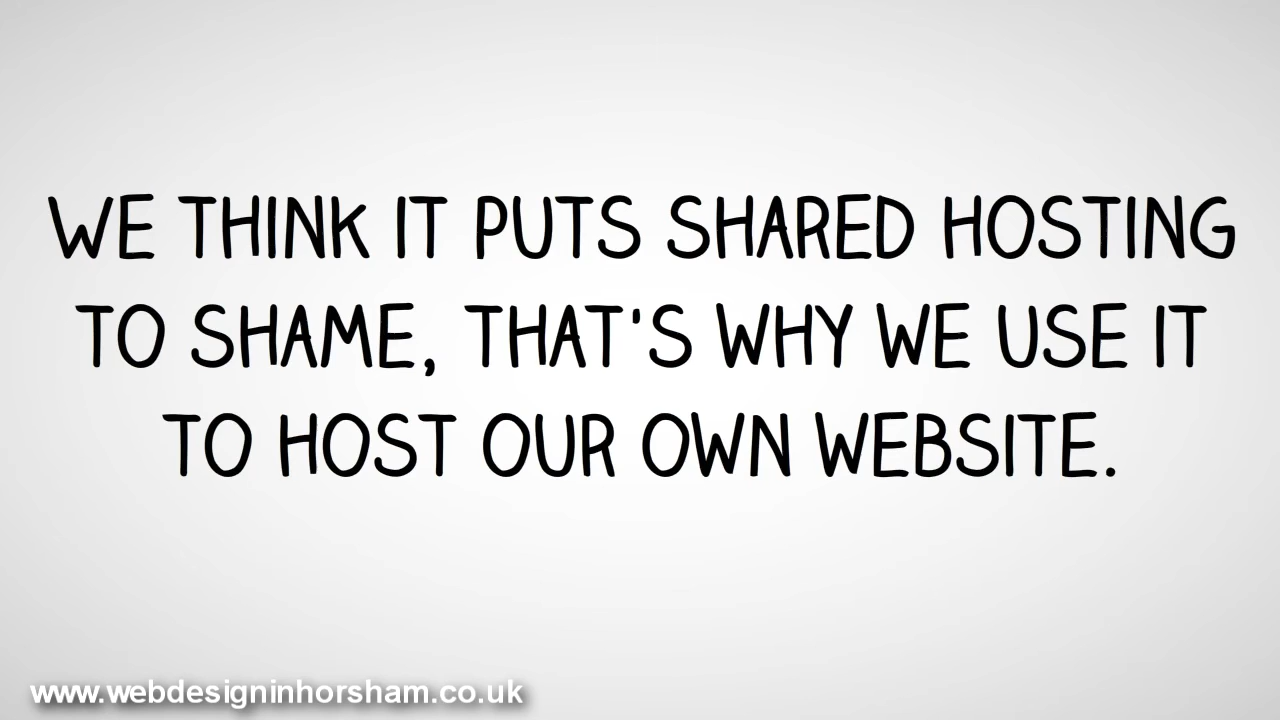 WE THINK IT PUTS SHARED HOSTING
TO SHAME, THAT'S WHY WE USE IT
TO HOST OUR OWN WEBSITE.
www.webdesigninhorsham.co.uk